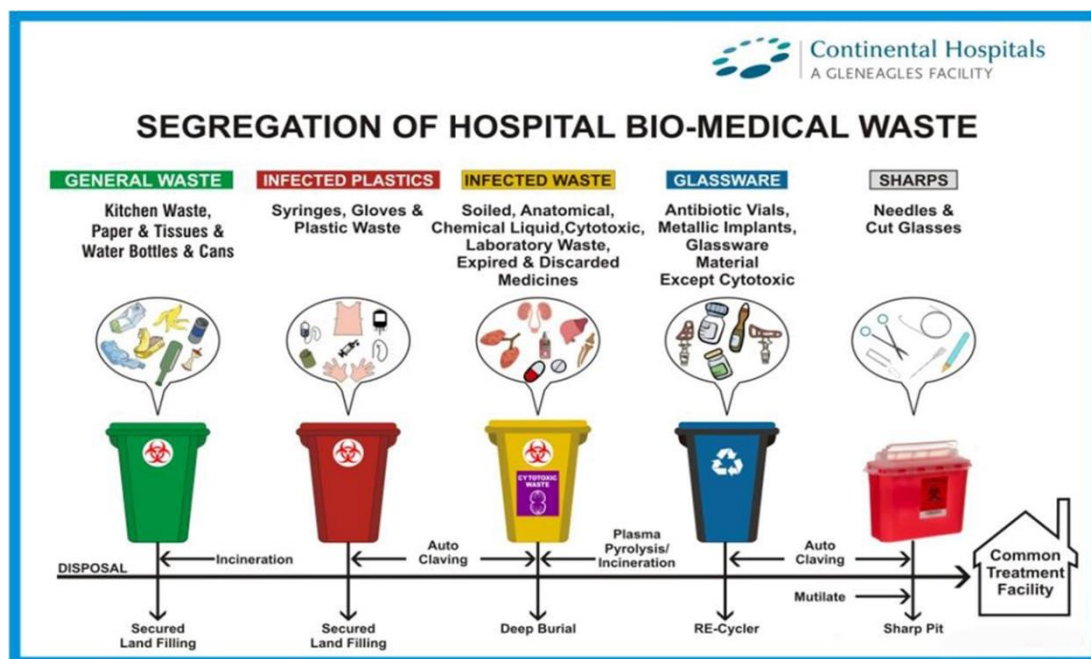 Continental Hospitals
A GLENEAGLES FACILITY
SEGREGATION OF HOSPITAL BIO-MEDICAL WASTE
GENERAL WASTE
Kitchen Waste,
Paper & Tissues &
Water Bottles & Cans
INFECTED PLASTICS
Syringes, Gloves &
Plastic Waste
INFECTED WASTE
Soiled, Anatomical,
Chemical Liquid,Cytotoxic,
Laboratory Waste,
Expired & Discarded
Medicines
GLASSWARE
Antibiotic Vials,
Metallic Implants,
Glassware
Material
Except Cytotoxic
SHARPS
Needles &
Cut Glasses
CYTOTOXIC
WASTE
DISPOSAL
Incineration
Auto
Claving
Plasma
Pyrolysis/
Incineration
Auto
Claving
Mutilate
Common
Treatment
Facility
Secured
Land Filling
Secured
Land Filling
Deep Burial
RE-Cycler
Sharp Pit